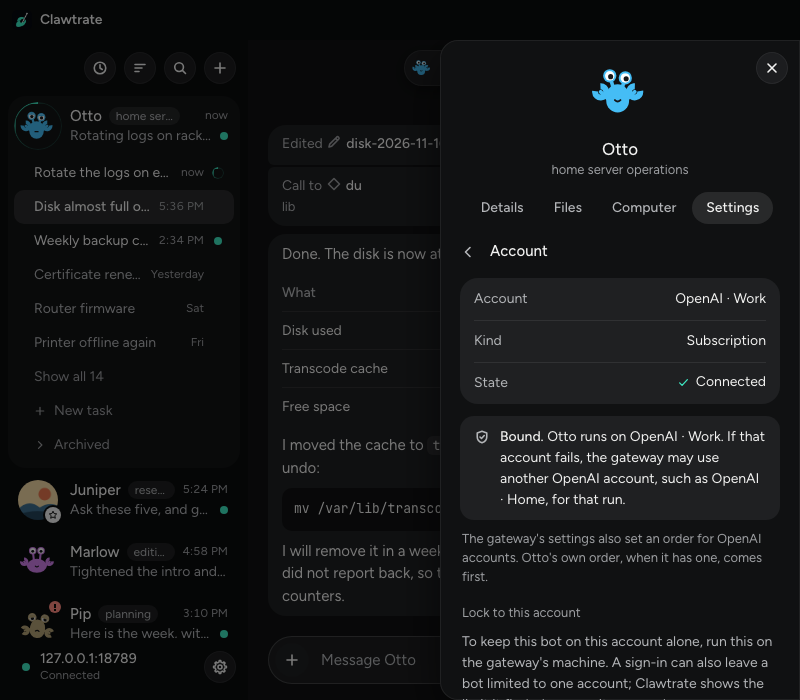 Clawtrate
Otto home ser... now
Rotating logs on rack...
Rotate the logs on e... now
Disk almost full o... 5:36 PM
Weekly backup c... 2:34 PM
Certificate rene... Yesterday
Router firmware Sat
Printer offline again Fri
Show all 14
New task
Archived
Juniper rese... 5:24 PM
Ask these five, and g...
Marlow editi... 4:58 PM
Tightened the intro and...
Pip planning 3:10 PM
Here is the week. wit...
127.0.0.1:18789
Connected
Edited disk-2026-11-1
Call to du
lib
Done. The disk is now at
What
Disk used
Transcode cache
Free space
I moved the cache to
undo:
mv /var/lib/transco
I will remove it in a week
did not report back, so t
counters.
Message Otto
Otto
home server operations
Details Files Computer Settings
Account
Account OpenAI · Work
Kind Subscription
State Connected
Bound. Otto runs on OpenAI · Work. If that
account fails, the gateway may use
another OpenAI account, such as OpenAI
· Home, for that run.
The gateway's settings also set an order for OpenAI
accounts. Otto's own order, when it has one, comes
first.
Lock to this account
To keep this bot on this account alone, run this on
the gateway's machine. A sign-in can also leave a
bot limited to one account; Clawtrate shows the